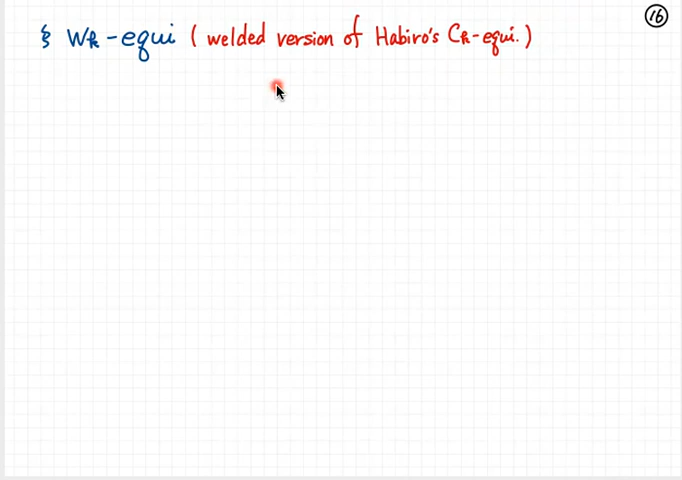 ⑯
§ Wk-equi ( welded version of Habiro's Ck-equi. )